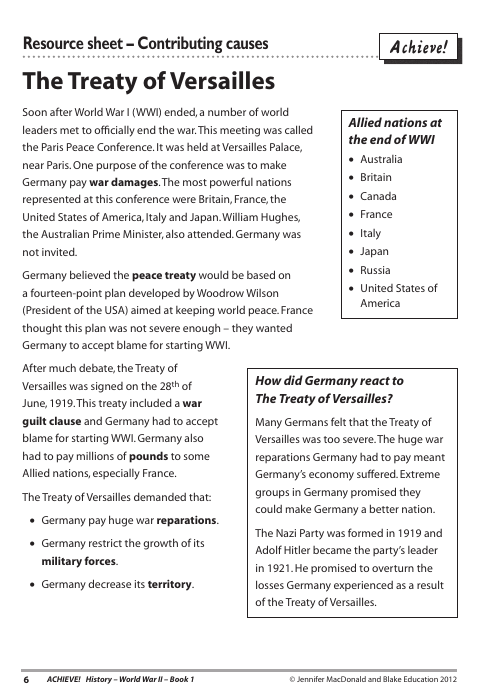 Resource sheet – Contributing causes
Achieve!
The Treaty of Versailles
Soon after World War I (WWI) ended, a number of world
leaders met to officially end the war. This meeting was called
the Paris Peace Conference. It was held at Versailles Palace,
near Paris. One purpose of the conference was to make
Germany pay war damages. The most powerful nations
represented at this conference were Britain, France, the
United States of America, Italy and Japan. William Hughes,
the Australian Prime Minister, also attended. Germany was
not invited.
Germany believed the peace treaty would be based on
a fourteen-point plan developed by Woodrow Wilson
(President of the USA) aimed at keeping world peace. France
thought this plan was not severe enough – they wanted
Germany to accept blame for starting WWI.
Allied nations at
the end of WWI
• Australia
• Britain
• Canada
• France
• Italy
• Japan
• Russia
• United States of
America
After much debate, the Treaty of
Versailles was signed on the 28th of
June, 1919. This treaty included a war
guilt clause and Germany had to accept
blame for starting WWI. Germany also
had to pay millions of pounds to some
Allied nations, especially France.
The Treaty of Versailles demanded that:
• Germany pay huge war reparations.
• Germany restrict the growth of its
military forces.
• Germany decrease its territory.
How did Germany react to
The Treaty of Versailles?
Many Germans felt that the Treaty of
Versailles was too severe. The huge war
reparations Germany had to pay meant
Germany's economy suffered. Extreme
groups in Germany promised they
could make Germany a better nation.
The Nazi Party was formed in 1919 and
Adolf Hitler became the party's leader
in 1921. He promised to overturn the
losses Germany experienced as a result
of the Treaty of Versailles.
6 ACHIEVE! History – World War II – Book 1 © Jennifer MacDonald and Blake Education 2012